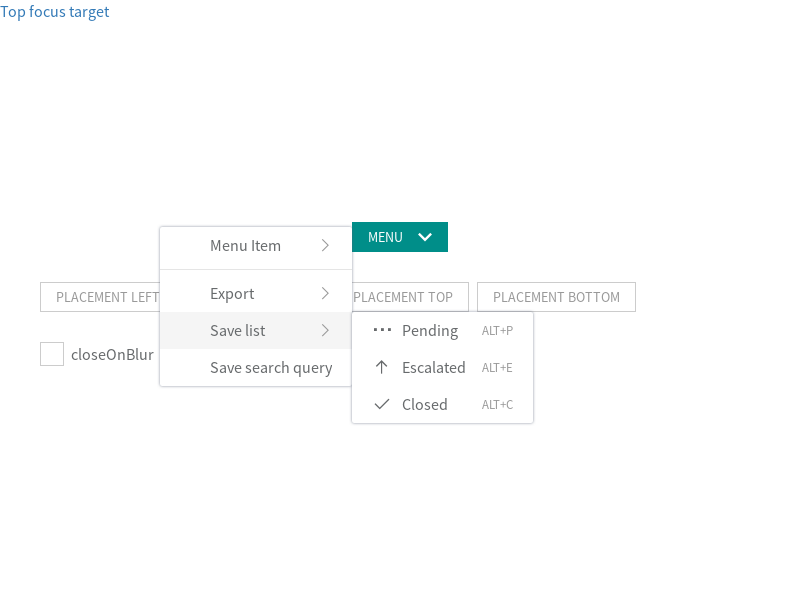 Top focus target
MENU
Menu Item
Export
PLACEMENT LEFT
PLACEMENT TOP
PLACEMENT BOTTOM
Save list
Pending ALT+P
closeOnBlur
Save search query
Escalated ALT+E
Closed ALT+C